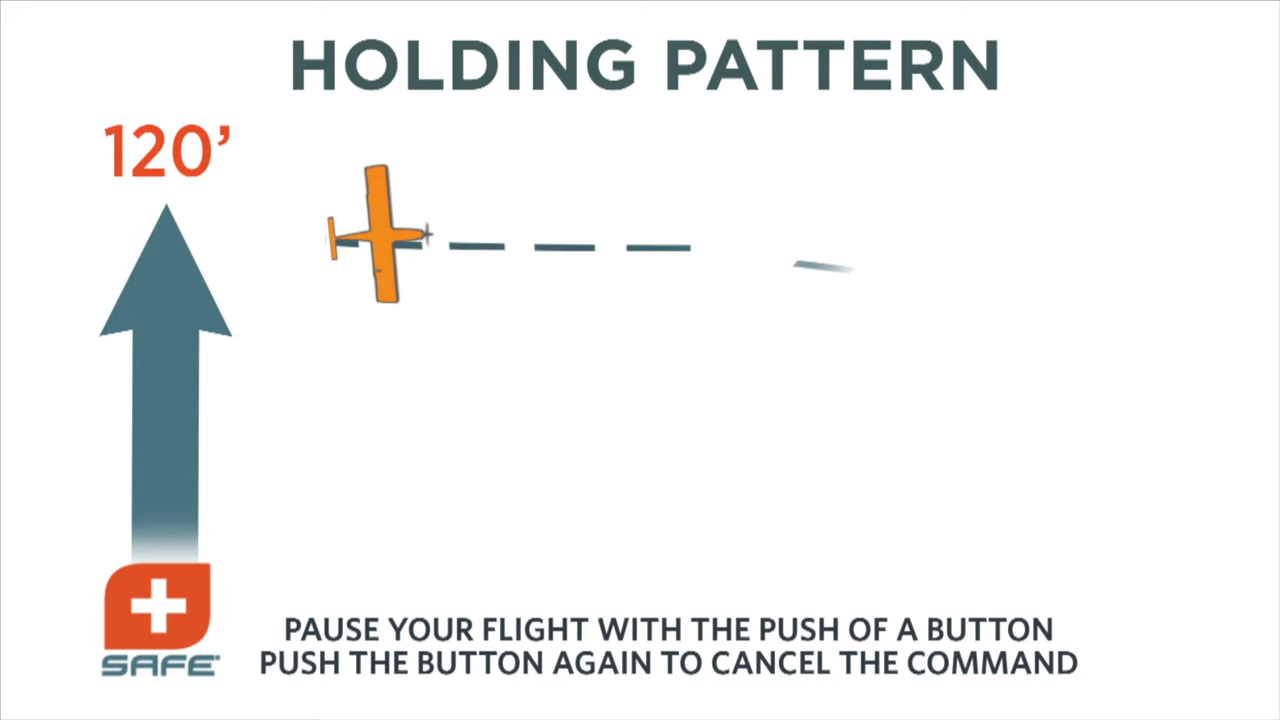 HOLDING PATTERN
120’
SAFE
PAUSE YOUR FLIGHT WITH THE PUSH OF A BUTTON
PUSH THE BUTTON AGAIN TO CANCEL THE COMMAND